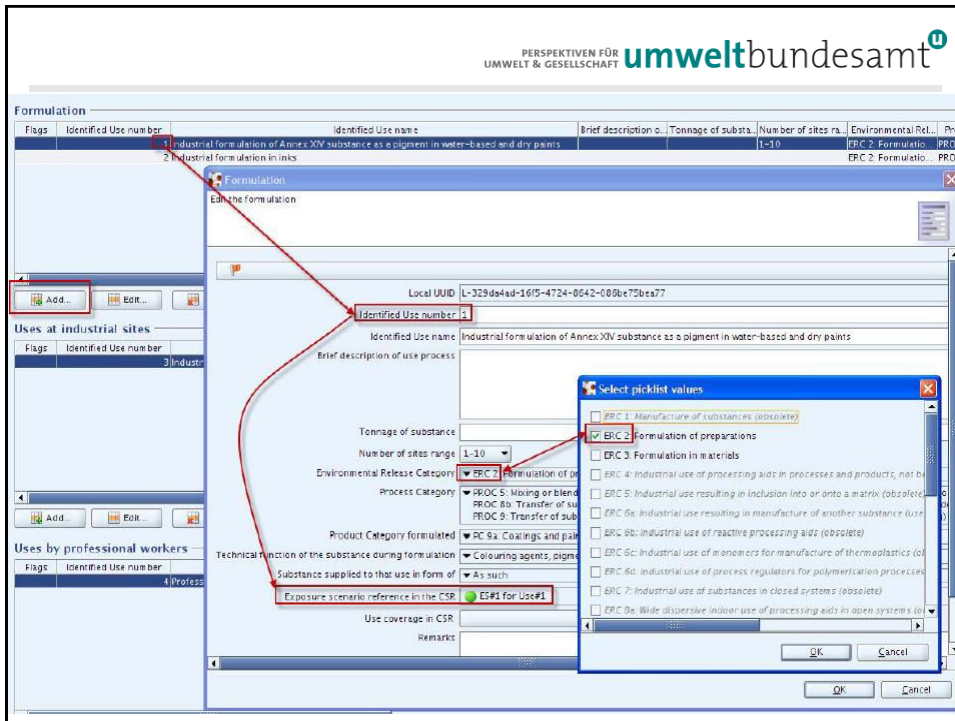 PERSPEKTIVEN FÜR
UMWELT & GESELLSCHAFT umweltbundesamt u
Formulation
Flags Identified Use number Identified Use name Brief description o... Tonnage of substa... Number of sites ra... Environmental Rel... Pr
1 Industrial formulation of Annex XIV substance as a pigment in water-based and dry paints 1-10 ERC 2: Formulatio... PRO
2 Industrial formulation in inks ERC 2: Formulatio... PRO
Formulation
Edit the formulation
Local UUID L-329da4ad-16f5-4724-8642-086be75bea77
Add... Edit...
Identified Use number 1
Uses at industrial sites
Identified Use name Industrial formulation of Annex XIV substance as a pigment in water-based and dry paints
Flags Identified Use number
Brief description of use process
3 Industr
Select picklist values
ERC 1: Manufacture of substances (obsolete)
ERC 2: Formulation of preparations
Tonnage of substance
ERC 3: Formulation in materials
Number of sites range 1-10
ERC 4: Industrial use of processing aids in processes and products, not b
Environmental Release Category ERC 2: Formulation of pr
ERC 5: Industrial use resulting in inclusion into or onto a matrix (obsolete)
Process Category PROC 5: Mixing or blend
ERC 6a: Industrial use resulting in manufacture of another substance (use
PROC 8b: Transfer of su
Add... Edit...
PROC 9: Transfer of sub
ERC 6b: Industrial use of reactive processing aids (obsolete)
Product Category formulated PC 9a: Coatings and pain
ERC 6c: Industrial use of monomers for manufacture of thermoplastics (ob
Uses by professional workers
Technical function of the substance during formulation Colouring agents, pigme
ERC 6d: Industrial use of process regulators for polymerisation processes
Flags Identified Use number
Substance supplied to that use in form of As such
ERC 7: Industrial use of substances in closed systems (obsolete)
4 Profess
Exposure scenario reference in the CSR ES#1 for Use#1
ERC 8a: Wide dispersive indoor use of processing aids in open systems (o
Use coverage in CSR
Remarks
OK Cancel
OK Cancel